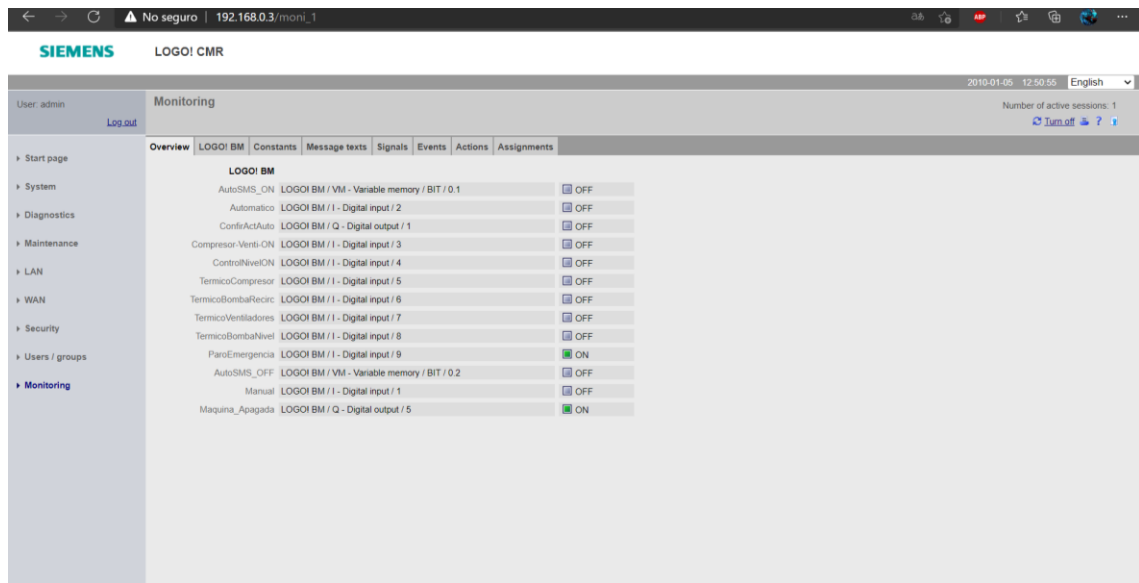 No seguro | 192.168.0.3/moni_1
SIEMENS LOGO! CMR
2010-01-05 12:50:55 English
User: admin Monitoring Number of active sessions: 1
Log out Turn off ?
Overview LOGO! BM Constants Message texts Signals Events Actions Assignments
Start page
System
Diagnostics
Maintenance
LAN
WAN
Security
Users / groups
Monitoring
LOGO! BM
AutoSMS_ON LOGO! BM / VM - Variable memory / BIT / 0.1 OFF
Automatico LOGO! BM / I - Digital input / 2 OFF
ConfirActAuto LOGO! BM / Q - Digital output / 1 OFF
Compresor-Venti-ON LOGO! BM / I - Digital input / 3 OFF
ControlNivelON LOGO! BM / I - Digital input / 4 OFF
TermicoCompresor LOGO! BM / I - Digital input / 5 OFF
TermicoBombaRecirc LOGO! BM / I - Digital input / 6 OFF
TermicoVentiladores LOGO! BM / I - Digital input / 7 OFF
TermicoBombaNivel LOGO! BM / I - Digital input / 8 OFF
ParoEmergencia LOGO! BM / I - Digital input / 9 ON
AutoSMS_OFF LOGO! BM / VM - Variable memory / BIT / 0.2 OFF
Manual LOGO! BM / I - Digital input / 1 OFF
Maquina_Apagada LOGO! BM / Q - Digital output / 5 ON